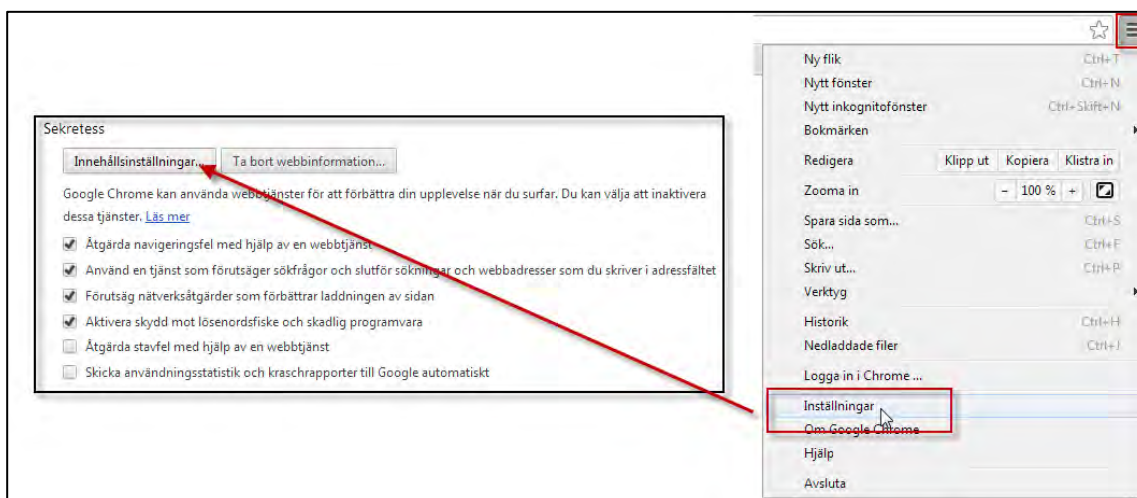 Sekretess
Innehållsinställningar... Ta bort webbinformation...
Google Chrome kan använda webbtjänster för att förbättra din upplevelse när du surfar. Du kan välja att inaktivera
dessa tjänster. Läs mer
Åtgärda navigeringsfel med hjälp av en webbtjänst
Använd en tjänst som förutsäger sökfrågor och slutför sökningar och webbadresser som du skriver i adressfältet
Förutsäg nätverksåtgärder som förbättrar laddningen av sidan
Aktivera skydd mot lösenordsfiske och skadlig programvara
Åtgärda stavfel med hjälp av en webbtjänst
Skicka användningsstatistik och kraschrapporter till Google automatiskt
Ny flik Ctrl+T
Nytt fönster Ctrl+N
Nytt inkognitofönster Ctrl+Skift+N
Bokmärken
Redigera Klipp ut Kopiera Klistra in
Zooma in - 100 % +
Spara sida som... Ctrl+S
Sök... Ctrl+F
Skriv ut... Ctrl+P
Verktyg
Historik Ctrl+H
Nedladdade filer Ctrl+J
Logga in i Chrome ...
Inställningar
Om Google Chrome
Hjälp
Avsluta